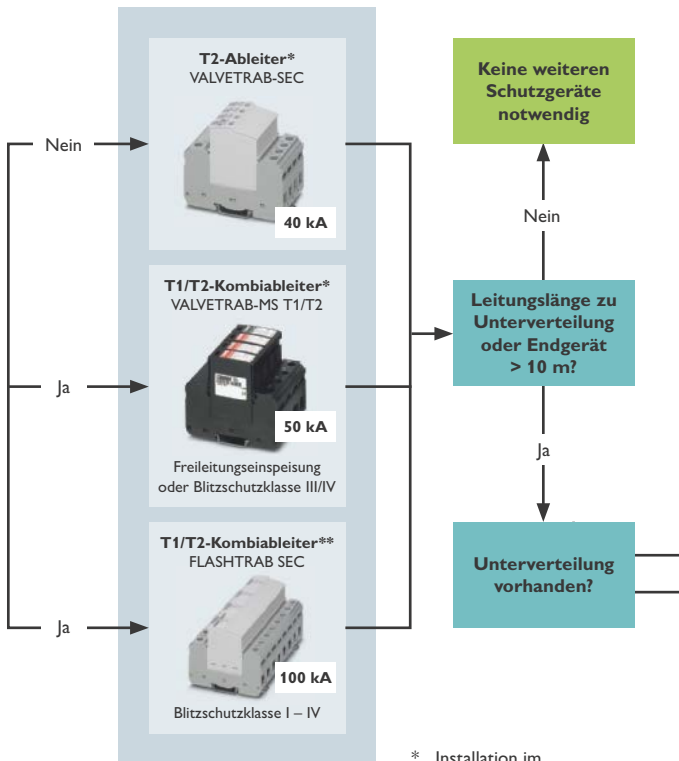 T2-Ableiter*
VALVETRAB-SEC
Nein
40 kA
T1/T2-Kombiableiter*
VALVETRAB-MS T1/T2
Ja
50 kA
Freileitungseinspeisung
oder Blitzschutzklasse III/IV
T1/T2-Kombiableiter**
FLASHTRAB SEC
Ja
100 kA
Blitzschutzklasse I – IV
Keine weiteren
Schutzgeräte
notwendig
Nein
Leitungslänge zu
Unterverteilung
oder Endgerät
> 10 m?
Ja
Unterverteilung
vorhanden?
* Installation im